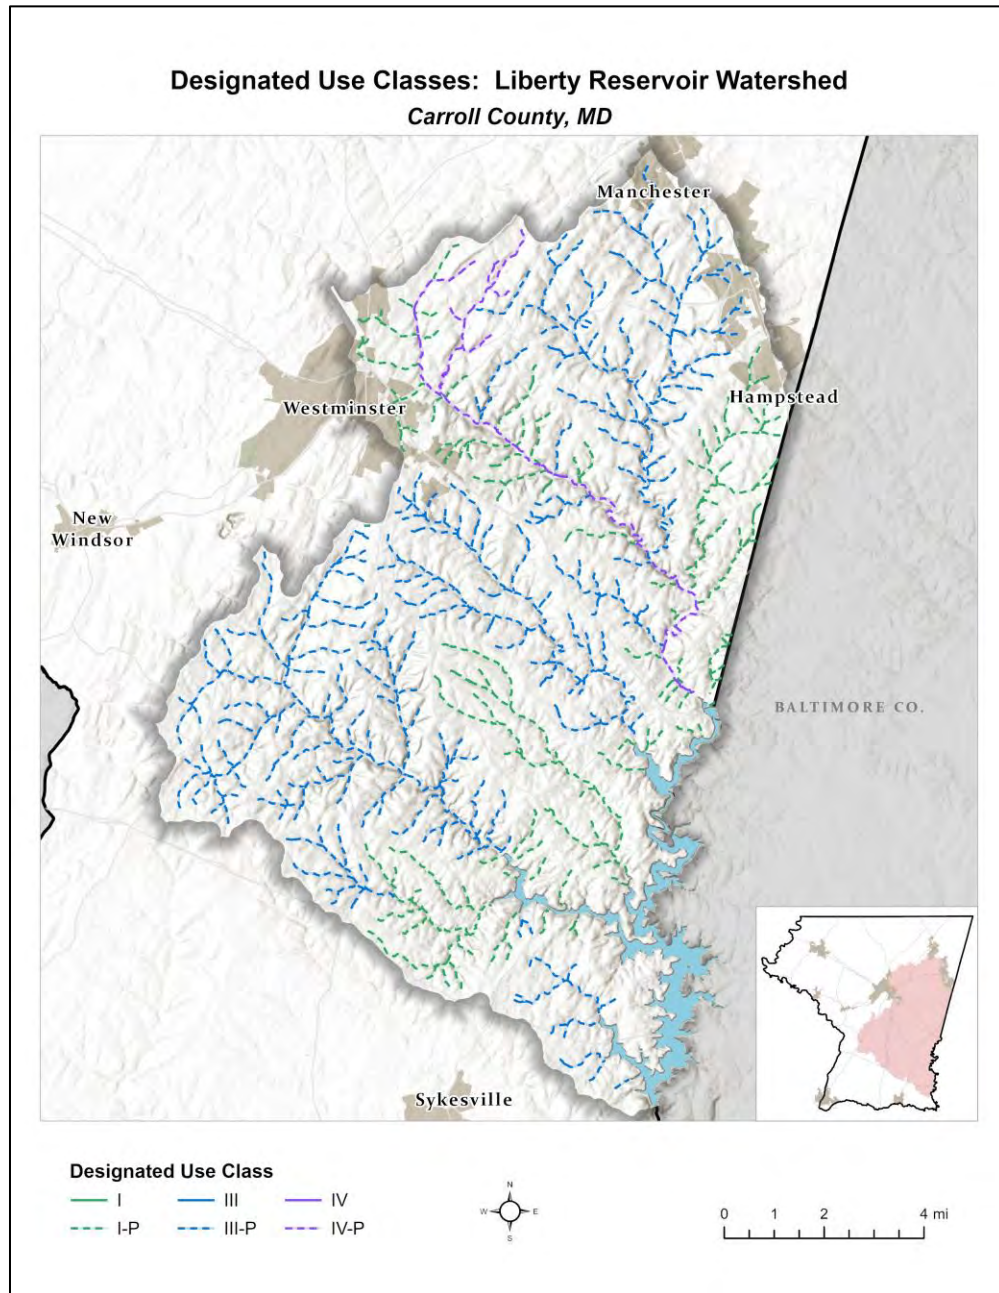 Designated Use Classes: Liberty Reservoir Watershed
Carroll County, MD
Manchester
Hampstead
Westminster
New
Windsor
BALTIMORE CO.
Sykesville
Designated Use Class
I III IV
I-P III-P IV-P
N
W E
S
0 1 2 4 mi